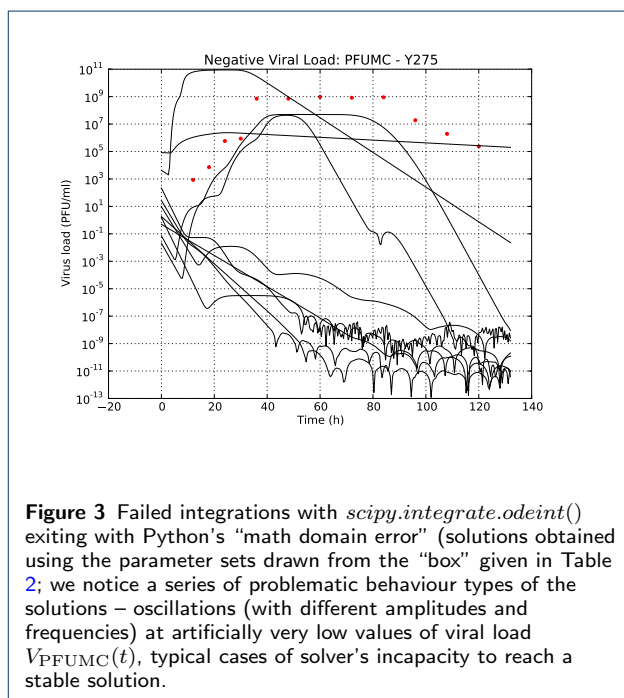 Negative Viral Load: PFUMC - Y275
10^11
10^9
10^7
10^5
10^3
10^1
10^-1
10^-3
10^-5
10^-7
10^-9
10^-11
10^-13
Virus load (PFU/ml)
−20 0 20 40 60 80 100 120 140
Time (h)
Figure 3 Failed integrations with scipy.integrate.odeint()
exiting with Python's “math domain error” (solutions obtained
using the parameter sets drawn from the “box” given in Table
2; we notice a series of problematic behaviour types of the
solutions – oscillations (with different amplitudes and
frequencies) at artificially very low values of viral load
V_PFUMC(t), typical cases of solver's incapacity to reach a
stable solution.